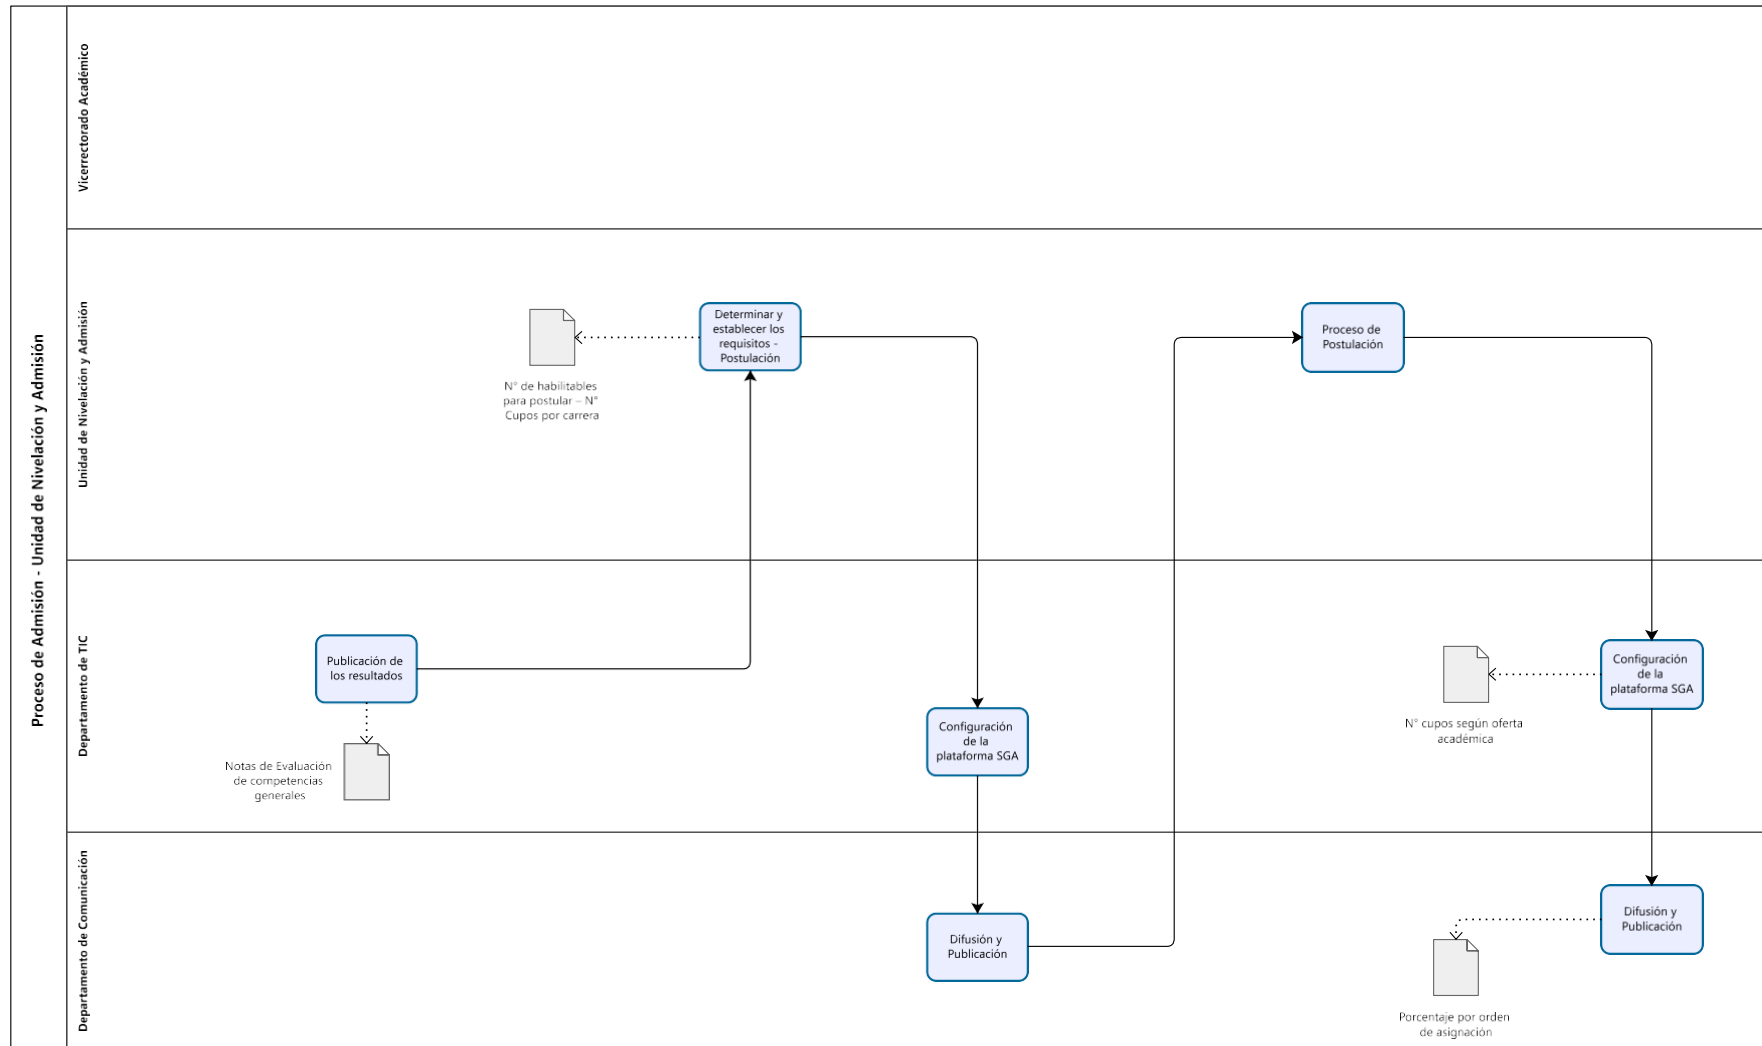 Proceso de Admisión - Unidad de Nivelación y Admisión
Vicerrectorado Académico
Unidad de Nivelación y Admisión
N° de habilitables
para postular – N°
Cupos por carrera
Determinar y
establecer los
requisitos -
Postulación
Proceso de
Postulación
Departamento de TIC
Publicación de
los resultados
Notas de Evaluación
de competencias
generales
Configuración
de la
plataforma SGA
N° cupos según oferta
académica
Configuración
de la
plataforma SGA
Departamento de Comunicación
Difusión y
Publicación
Porcentaje por orden
de asignación
Difusión y
Publicación